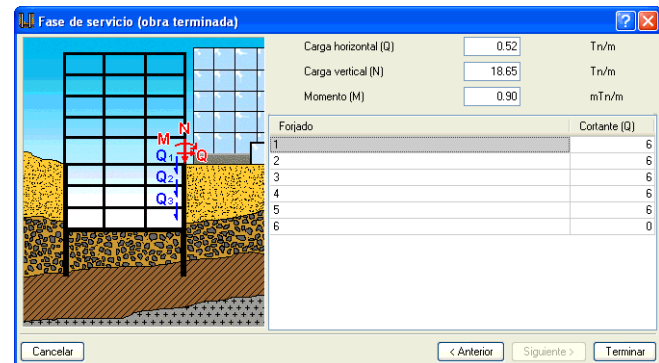 Fase de servicio (obra terminada)
Carga horizontal (Q) 0.52 Tn/m
Carga vertical (N) 18.65 Tn/m
Momento (M) 0.90 mTn/m
N
M
Q
Q1
Q2
Q3
Forjado Cortante (Q)
1 6
2 6
3 6
4 6
5 6
6 0
Cancelar < Anterior Siguiente > Terminar